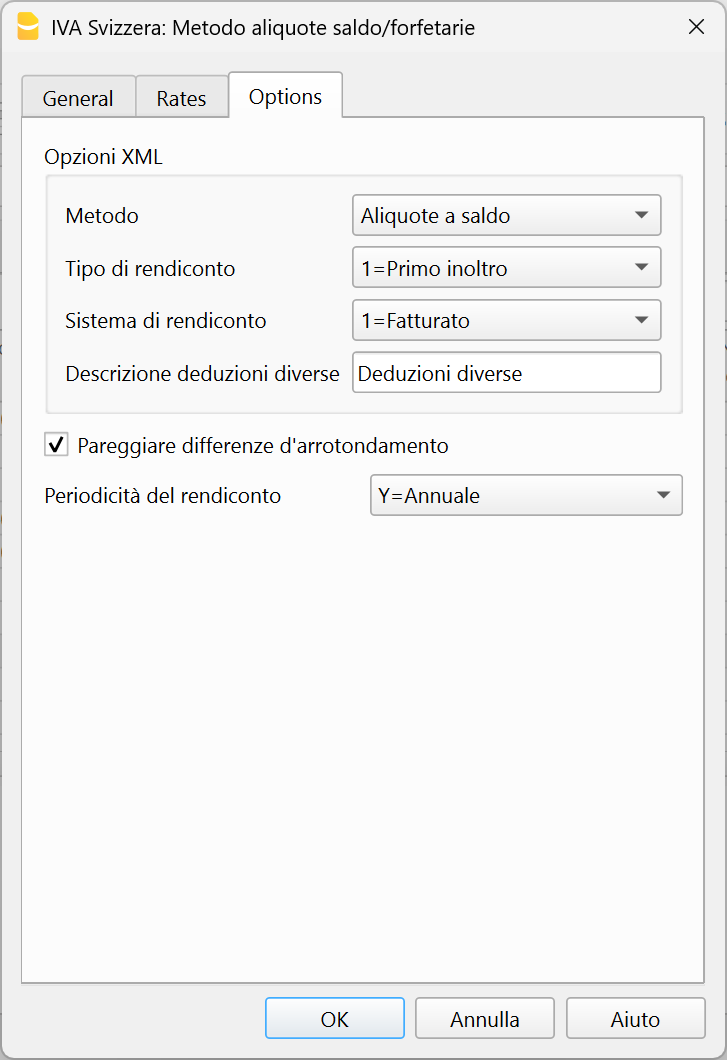 IVA Svizzera: Metodo aliquote saldo/forfetarie
General Rates Options
Opzioni XML
Metodo Aliquote a saldo
Tipo di rendiconto 1=Primo inoltro
Sistema di rendiconto 1=Fatturato
Descrizione deduzioni diverse Deduzioni diverse
Pareggiare differenze d'arrotondamento
Periodicità del rendiconto Y=Annuale
OK Annulla Aiuto